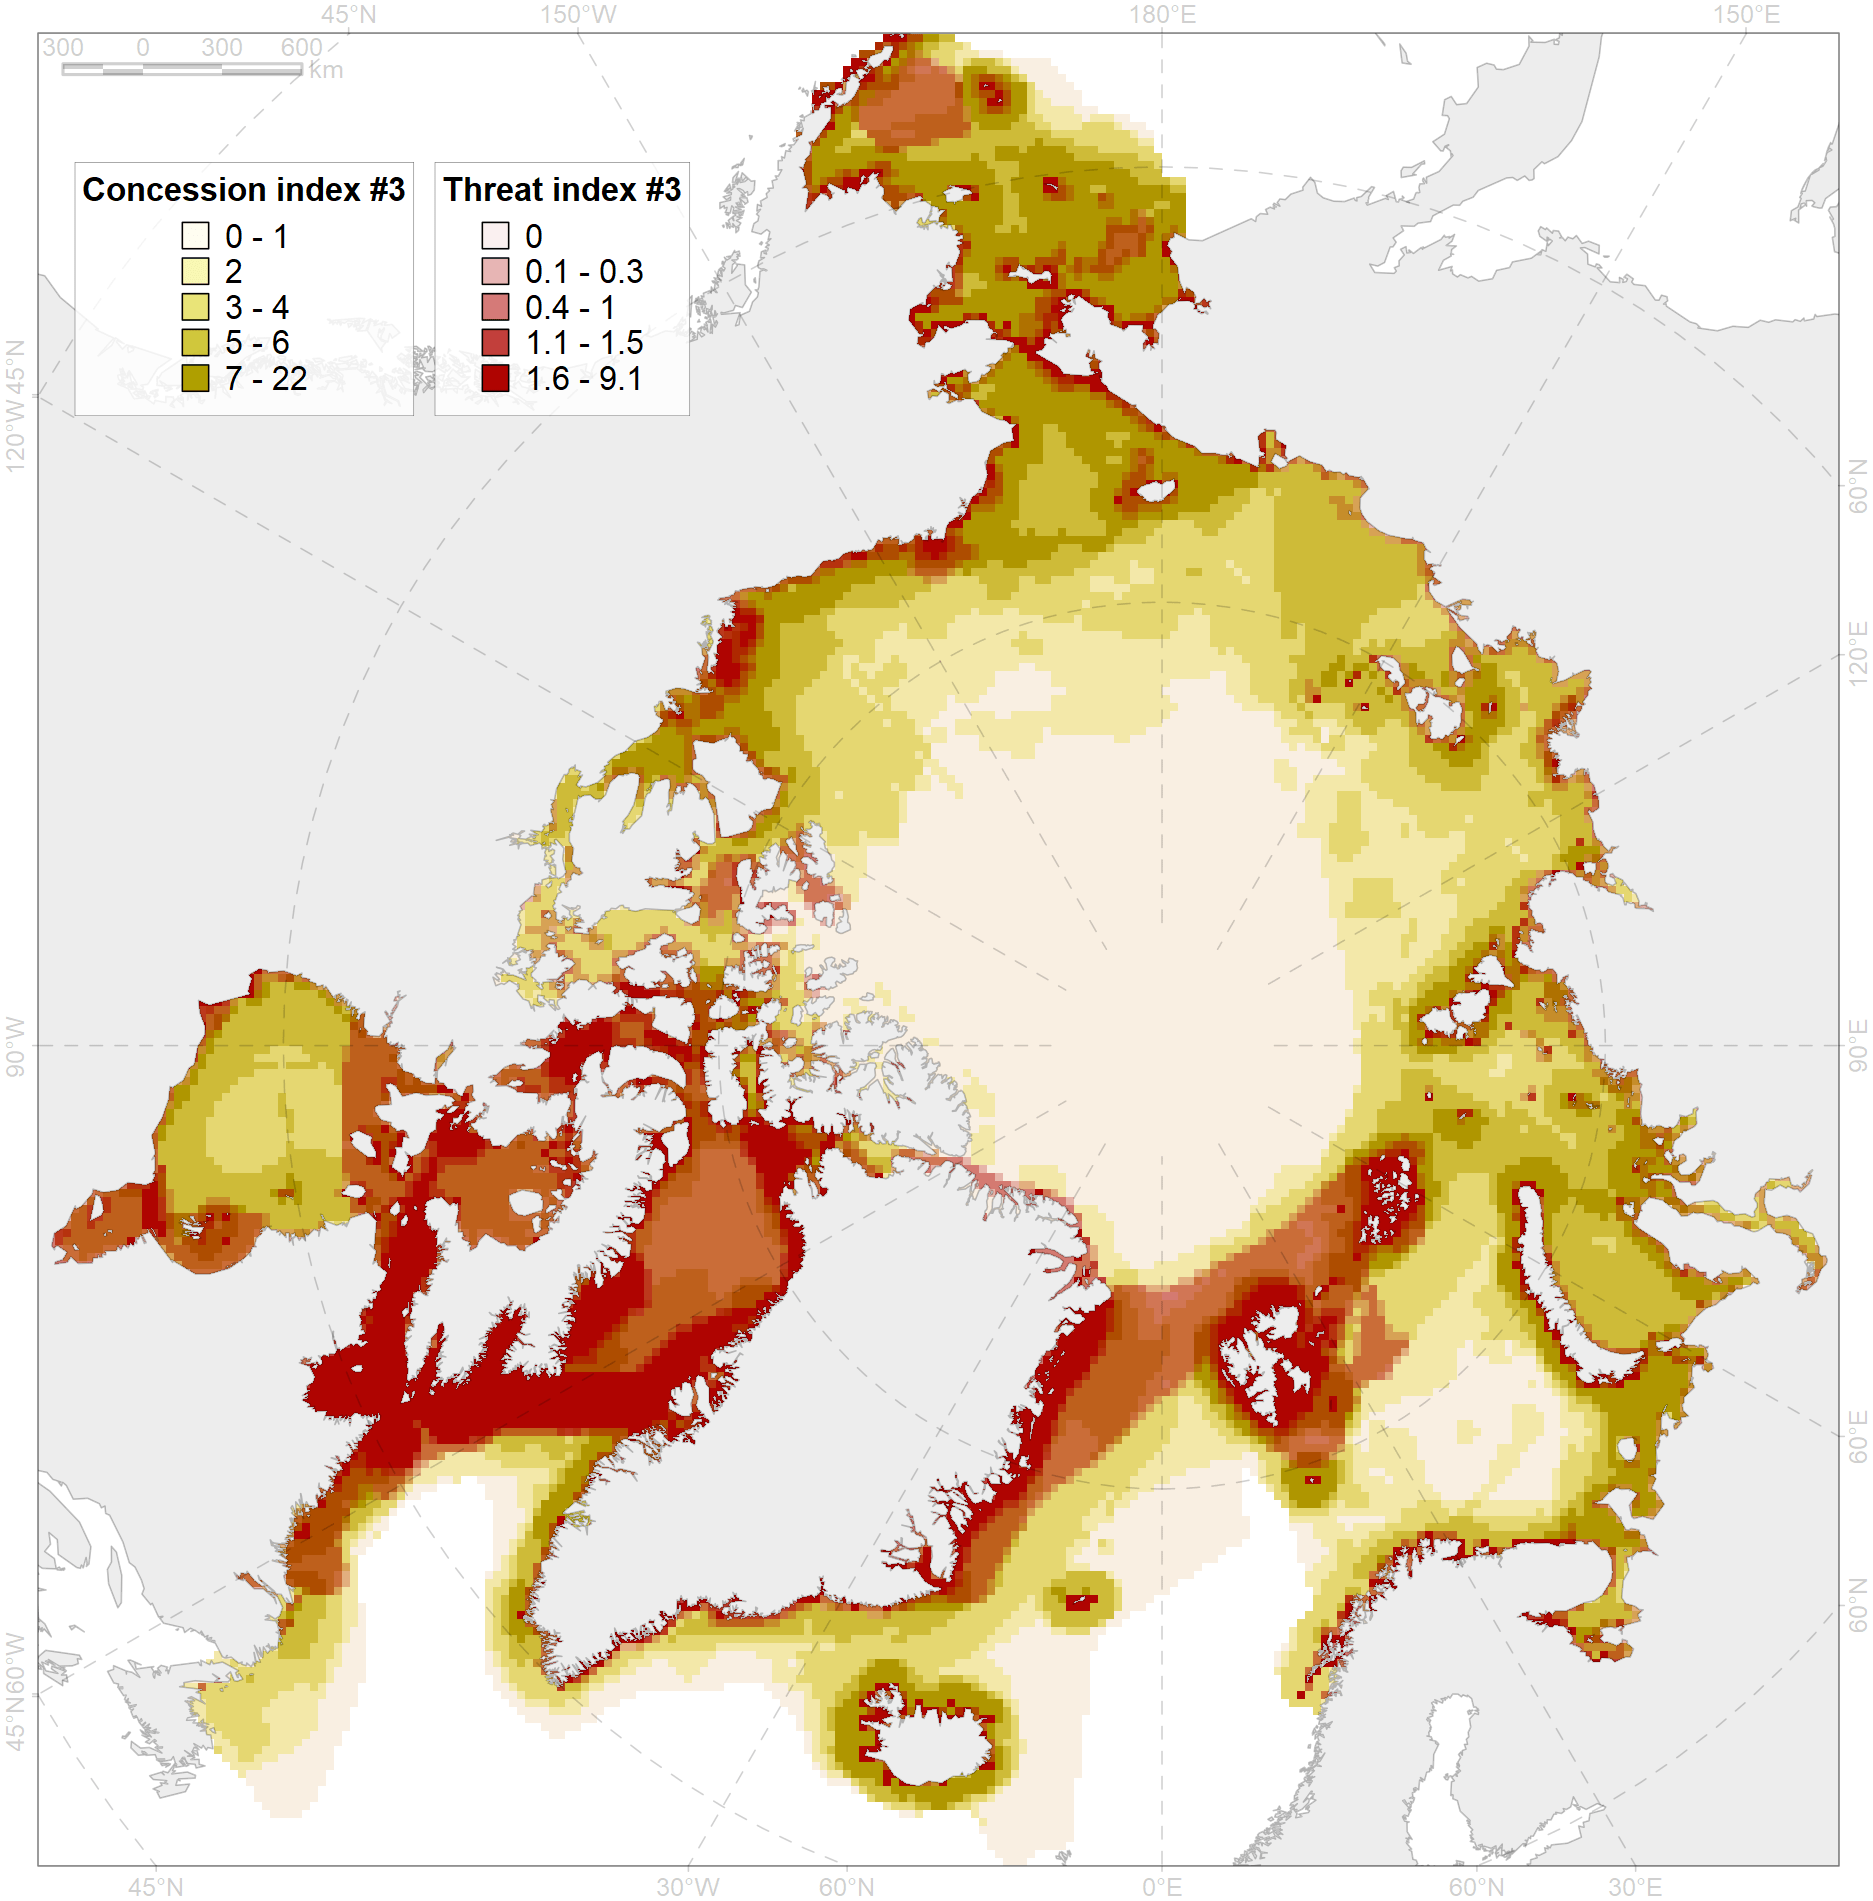 45°N 150°W 180°E 150°E
300 0 300 600 km
Concession index #3
0 - 1
2
3 - 4
5 - 6
7 - 22
Threat index #3
0
0.1 - 0.3
0.4 - 1
1.1 - 1.5
1.6 - 9.1
45°N
120°W
90°W
60°W
45°N
60°N
120°E
90°E
60°E
60°N
45°N 30°W 60°N 0°E 60°N 30°E